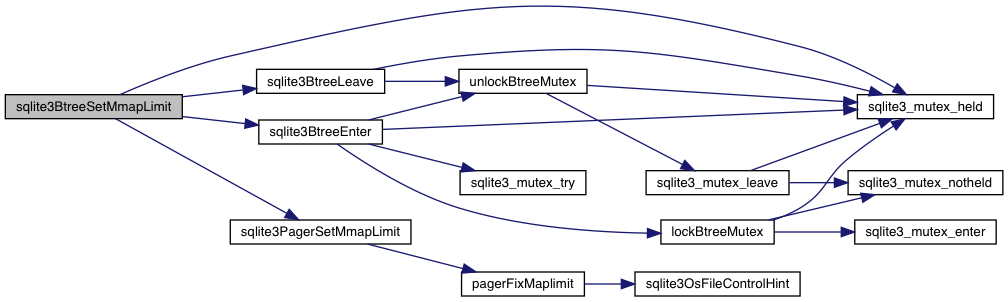 sqlite3BtreeSetMmapLimit
sqlite3BtreeLeave
sqlite3BtreeEnter
sqlite3PagerSetMmapLimit
unlockBtreeMutex
sqlite3_mutex_try
pagerFixMaplimit
sqlite3_mutex_leave
lockBtreeMutex
sqlite3OsFileControlHint
sqlite3_mutex_held
sqlite3_mutex_notheld
sqlite3_mutex_enter